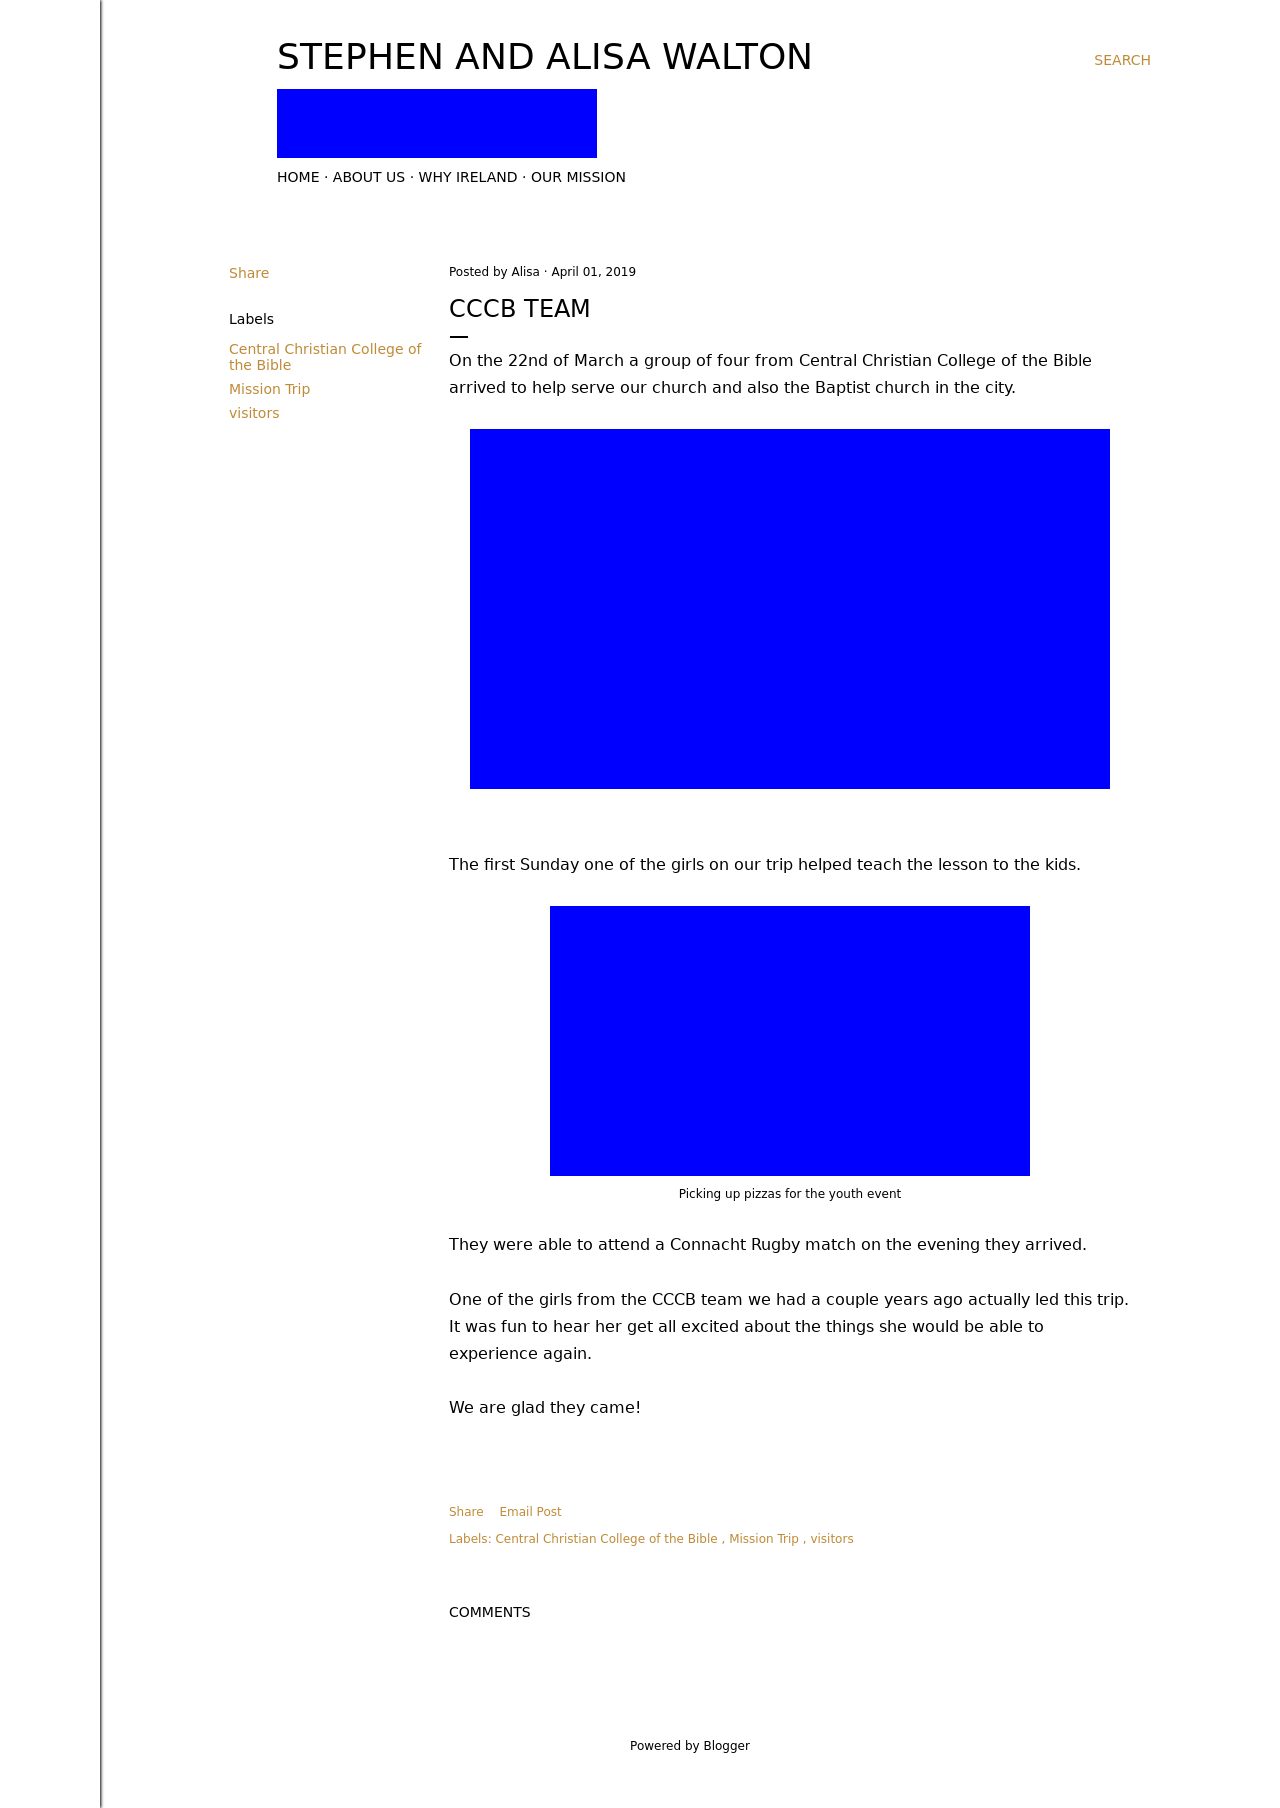 STEPHEN AND ALISA WALTON
SEARCH
HOME · ABOUT US · WHY IRELAND · OUR MISSION
Share
Labels
Central Christian College of
the Bible
Mission Trip
visitors
Posted by Alisa · April 01, 2019
CCCB TEAM
On the 22nd of March a group of four from Central Christian College of the Bible
arrived to help serve our church and also the Baptist church in the city.
The first Sunday one of the girls on our trip helped teach the lesson to the kids.
Picking up pizzas for the youth event
They were able to attend a Connacht Rugby match on the evening they arrived.
One of the girls from the CCCB team we had a couple years ago actually led this trip.
It was fun to hear her get all excited about the things she would be able to
experience again.
We are glad they came!
Share Email Post
Labels: Central Christian College of the Bible , Mission Trip , visitors
COMMENTS
Powered by Blogger